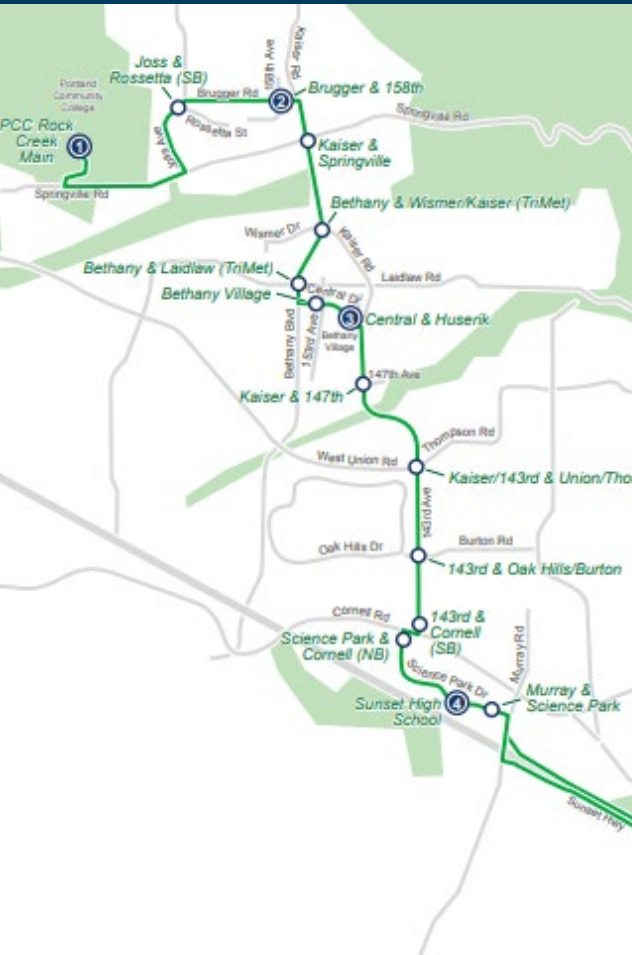 Joss &
Rossetta (SB)
158th Ave
Kaiser Rd
Portland
Community
College
Brugger Rd
2
Brugger & 158th
PCC Rock
Creek
Main
1
Rossetta St
Joss Ave
Springville Rd
Kaiser &
Springville
Springville Rd
Bethany & Wismer/Kaiser (TriMet)
Wismer Dr
Kaiser Rd
Bethany & Laidlaw (TriMet)
Laidlaw Rd
Bethany Village
Central Dr
3
Central & Huserik
Bethany
Village
Bethany Blvd
153rd Ave
147th Ave
Kaiser & 147th
Thompson Rd
West Union Rd
Kaiser/143rd & Union/Tho
143rd Ave
Oak Hills Dr
Burton Rd
143rd & Oak Hills/Burton
Cornell Rd
143rd &
Cornell
(SB)
Science Park &
Cornell (NB)
Murray Rd
Science Park Dr
Sunset High
School
4
Murray &
Science Park
Sunset Hwy